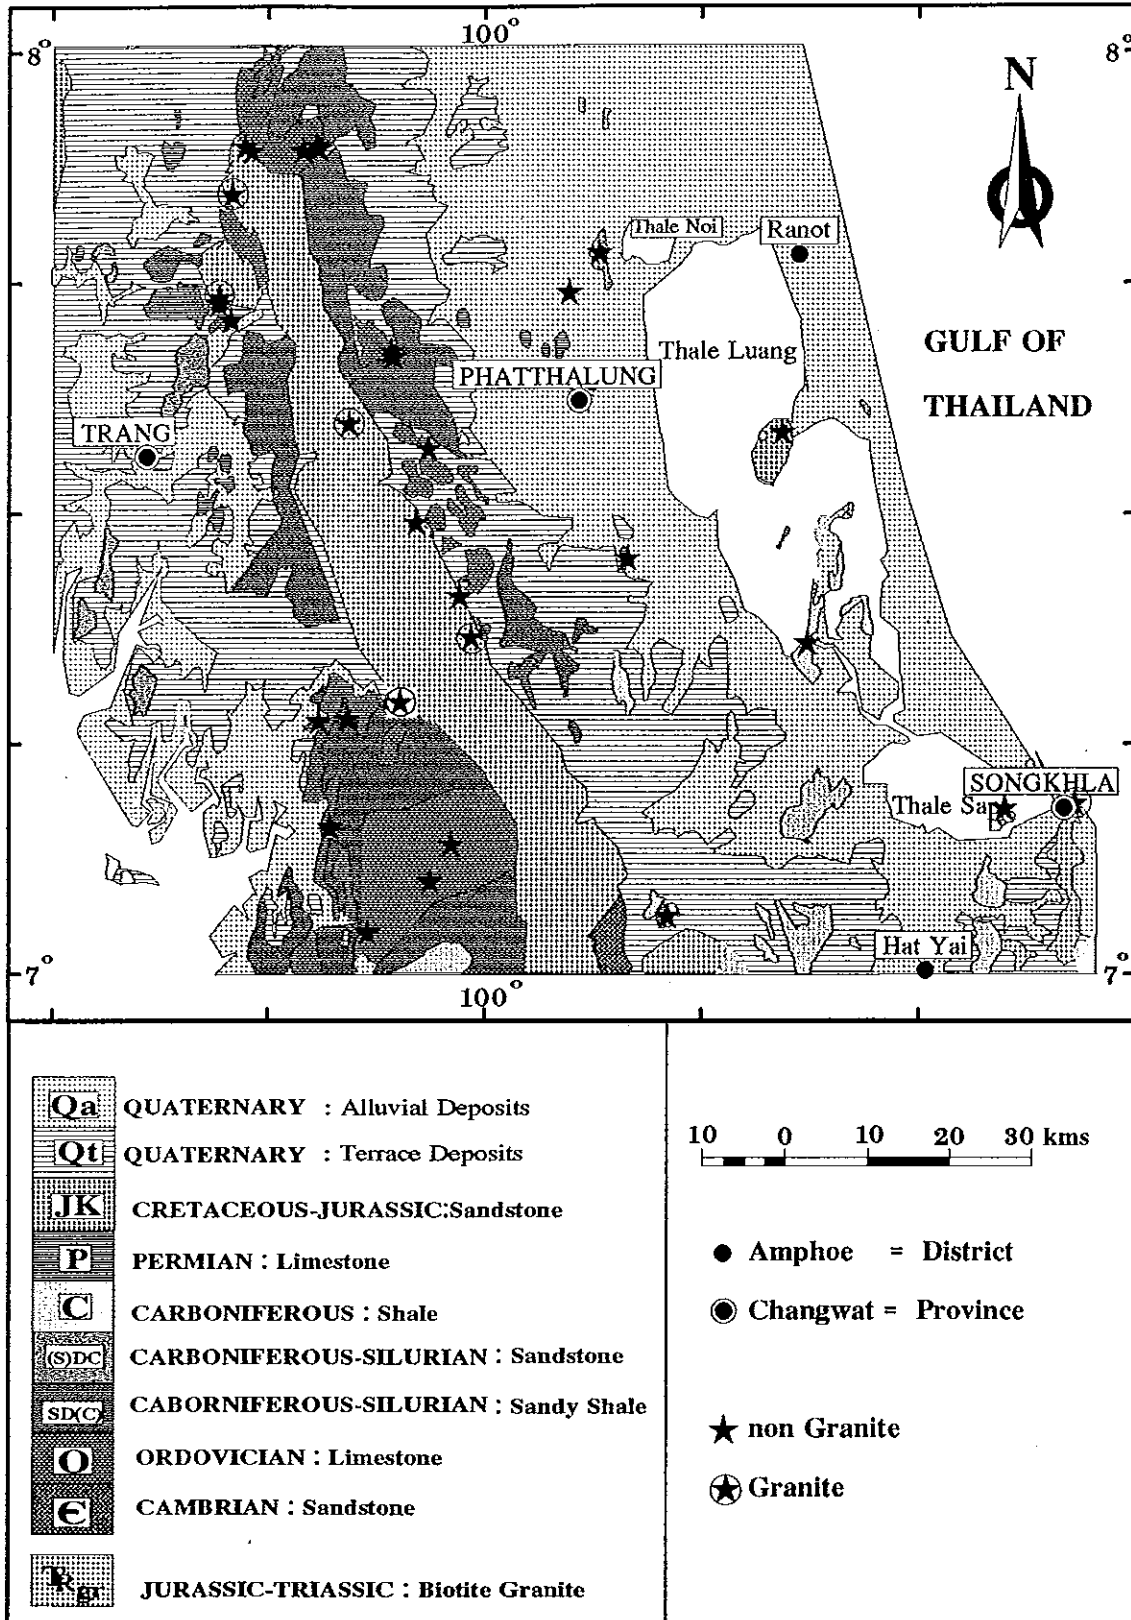 100°
8°
8°
N
Thale Noi
Ranot
GULF OF
THAILAND
Thale Luang
PHATTHALUNG
TRANG
SONGKHLA
Thale Sa
Hat Yai
7°
7°
100°
Qa QUATERNARY : Alluvial Deposits
Qt QUATERNARY : Terrace Deposits
JK CRETACEOUS-JURASSIC:Sandstone
P PERMIAN : Limestone
C CARBONIFEROUS : Shale
(S)DC CARBONIFEROUS-SILURIAN : Sandstone
SD(C) CABORNIFEROUS-SILURIAN : Sandy Shale
O ORDOVICIAN : Limestone
Є CAMBRIAN : Sandstone
TRgr JURASSIC-TRIASSIC : Biotite Granite
10 0 10 20 30 kms
Amphoe = District
Changwat = Province
non Granite
Granite